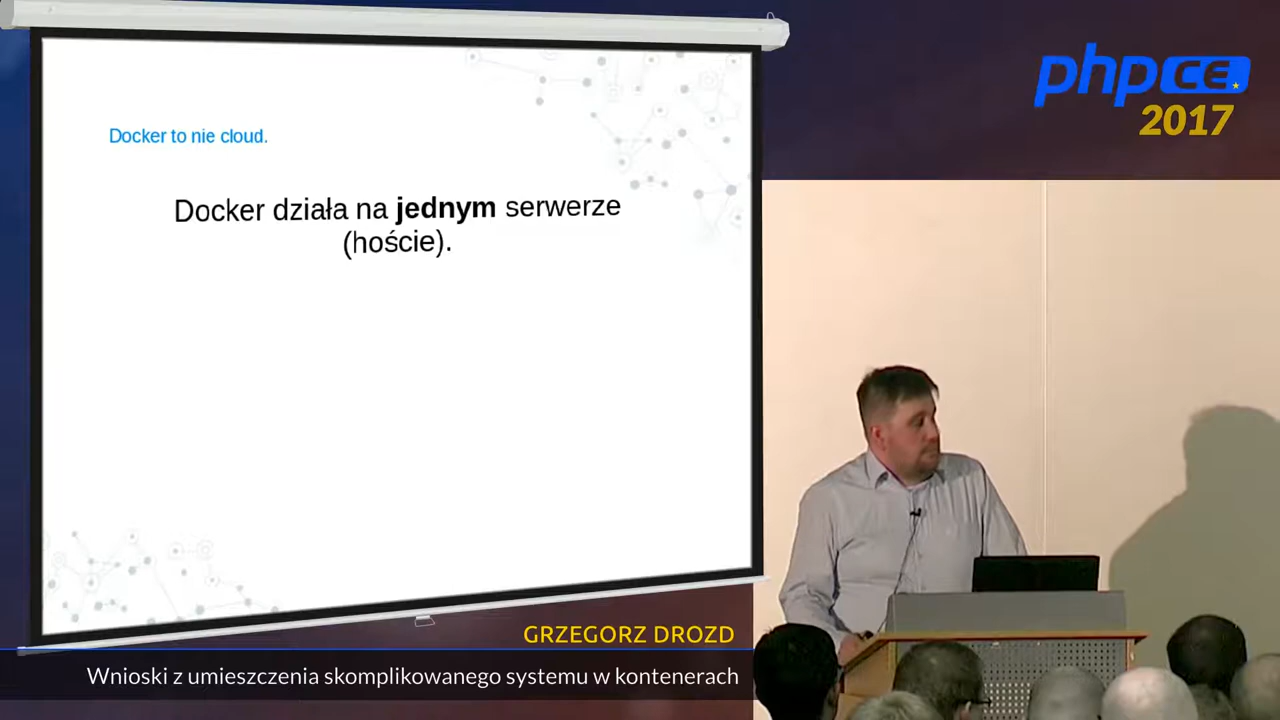 Docker to nie cloud.
Docker działa na jednym serwerze
(hoście).
phpCE
2017
GRZEGORZ DROZD
Wnioski z umieszczenia skomplikowanego systemu w kontenerach